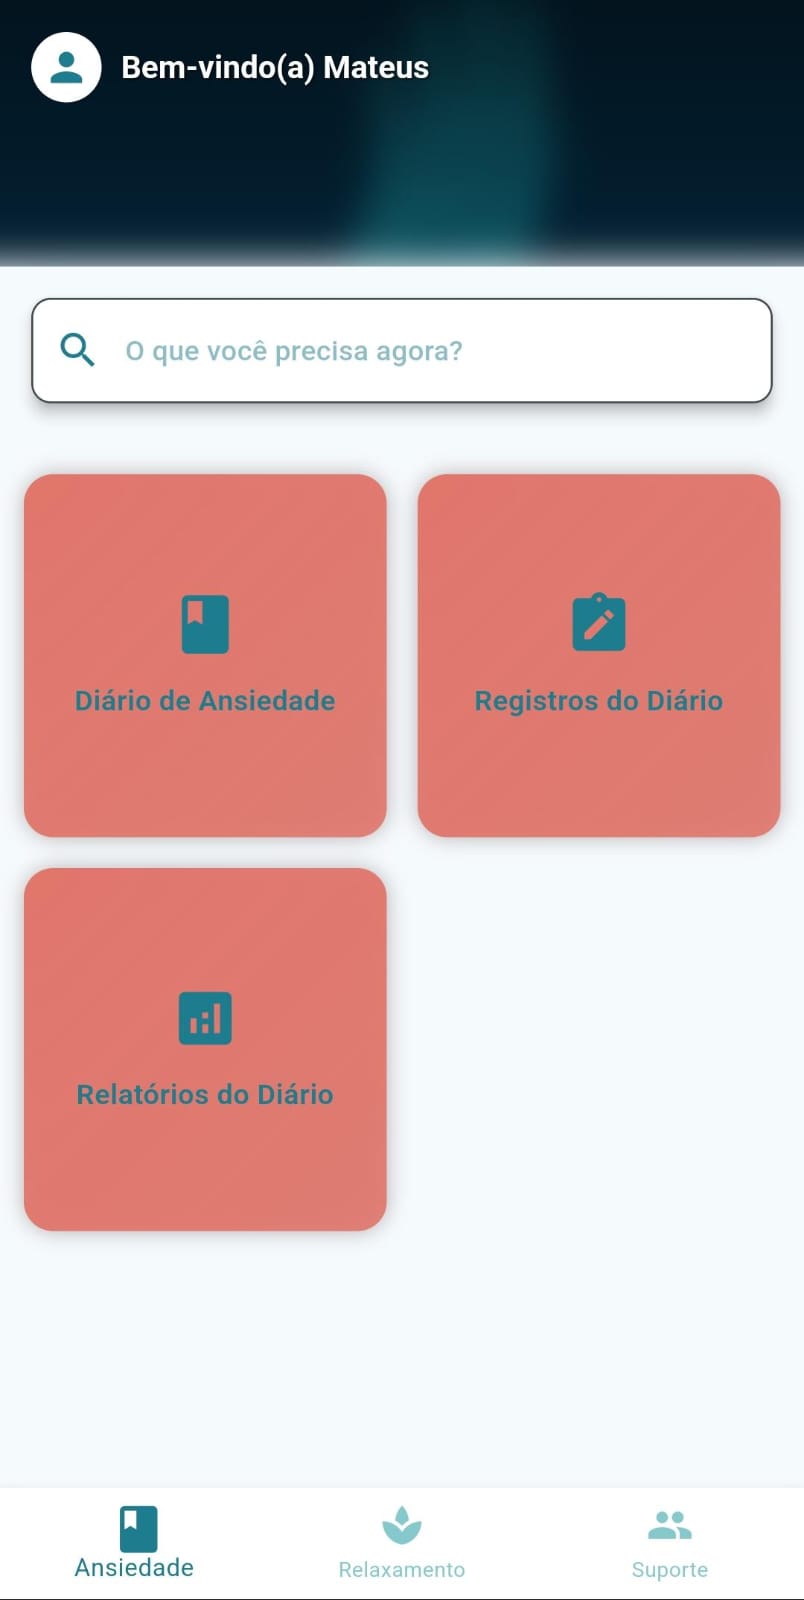 Bem-vindo(a) Mateus
O que você precisa agora?
Diário de Ansiedade
Registros do Diário
Relatórios do Diário
Ansiedade
Relaxamento
Suporte